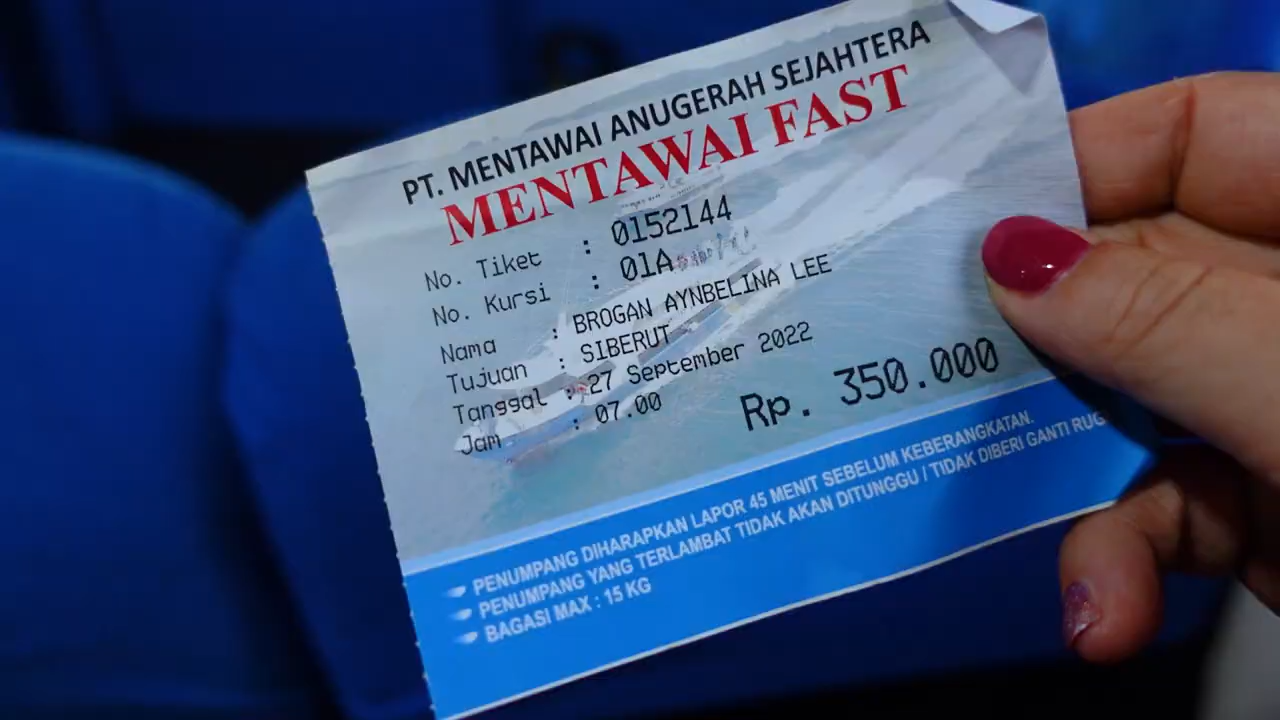 PT. MENTAWAI ANUGERAH SEJAHTERA
MENTAWAI FAST
No. Tiket : 0152144
No. Kursi : 01A
Nama : BROGAN AYNBELINA LEE
Tujuan : SIBERUT
Tanggal : 27 September 2022
Jam : 07.00
Rp. 350.000
PENUMPANG DIHARAPKAN LAPOR 45 MENIT SEBELUM KEBERANGKATAN.
PENUMPANG YANG TERLAMBAT TIDAK AKAN DITUNGGU / TIDAK DIBERI GANTI RUG
BAGASI MAX : 15 KG